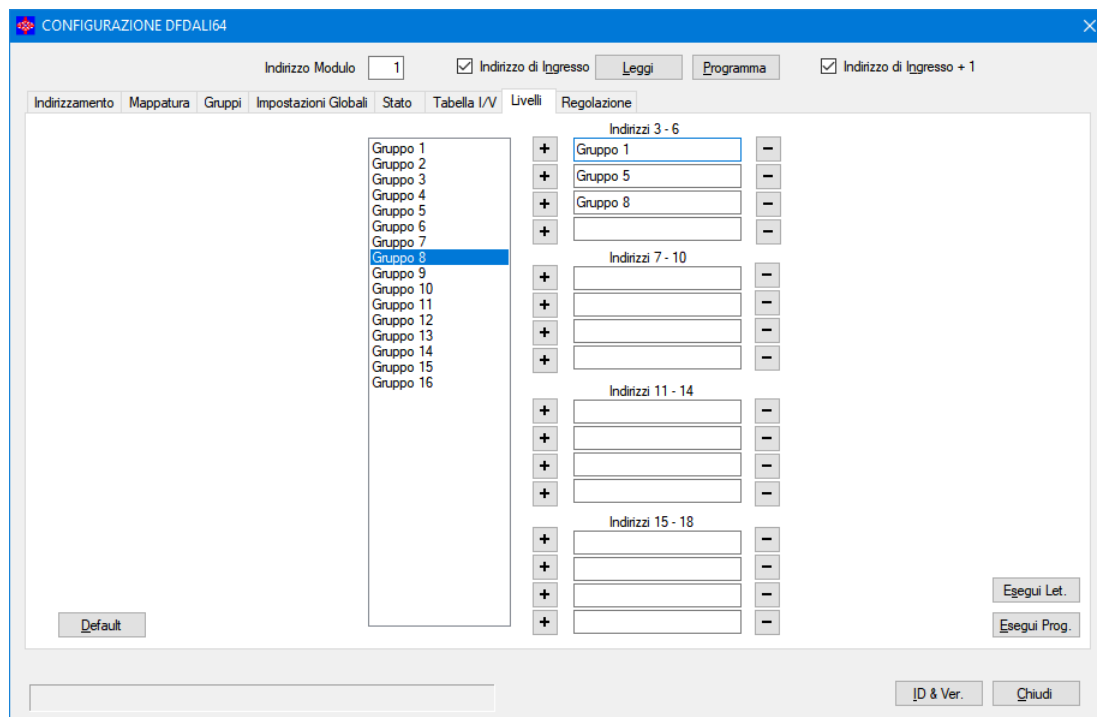 CONFIGURAZIONE DFDALI64
Indirizzo Modulo 1 Indirizzo di Ingresso Leggi Programma Indirizzo di Ingresso + 1
Indirizzamento Mappatura Gruppi Impostazioni Globali Stato Tabella I/V Livelli Regolazione
Gruppo 1
Gruppo 2
Gruppo 3
Gruppo 4
Gruppo 5
Gruppo 6
Gruppo 7
Gruppo 8
Gruppo 9
Gruppo 10
Gruppo 11
Gruppo 12
Gruppo 13
Gruppo 14
Gruppo 15
Gruppo 16
Indirizzi 3 - 6
+ Gruppo 1 −
+ Gruppo 5 −
+ Gruppo 8 −
+ −
Indirizzi 7 - 10
+ −
+ −
+ −
+ −
Indirizzi 11 - 14
+ −
+ −
+ −
+ −
Indirizzi 15 - 18
+ −
+ −
+ −
+ −
Esegui Let.
Default Esegui Prog.
ID & Ver. Chiudi